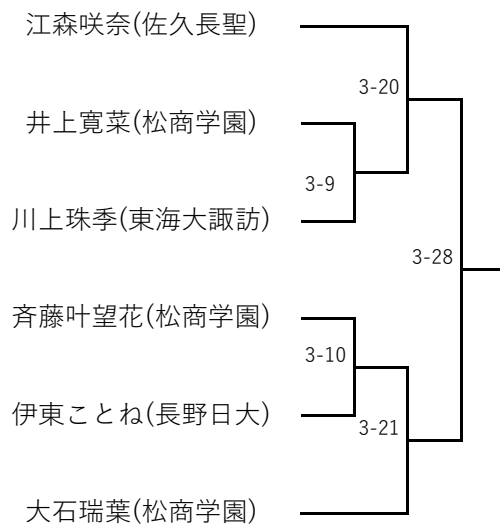 江森咲奈(佐久長聖)
3-20
井上寛菜(松商学園)
3-9
川上珠季(東海大諏訪)
3-28
斉藤叶望花(松商学園)
3-10
伊東ことね(長野日大)
3-21
大石瑞葉(松商学園)